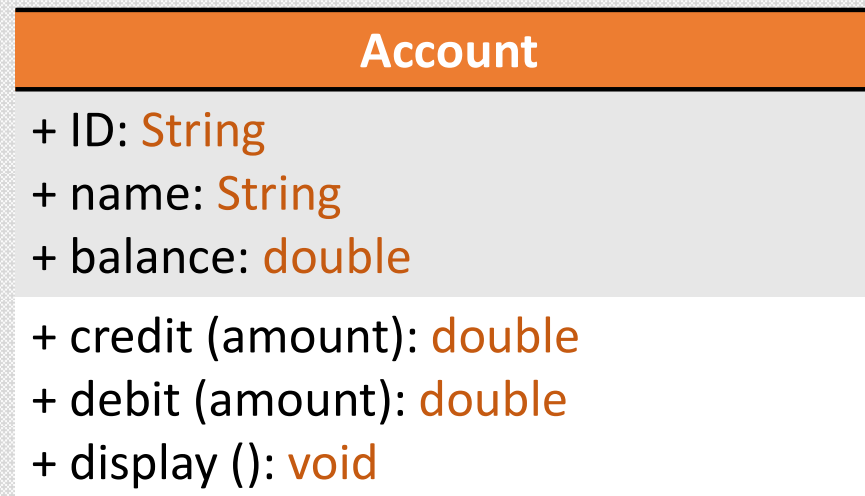 Account
+ ID: String
+ name: String
+ balance: double
+ credit (amount): double
+ debit (amount): double
+ display (): void